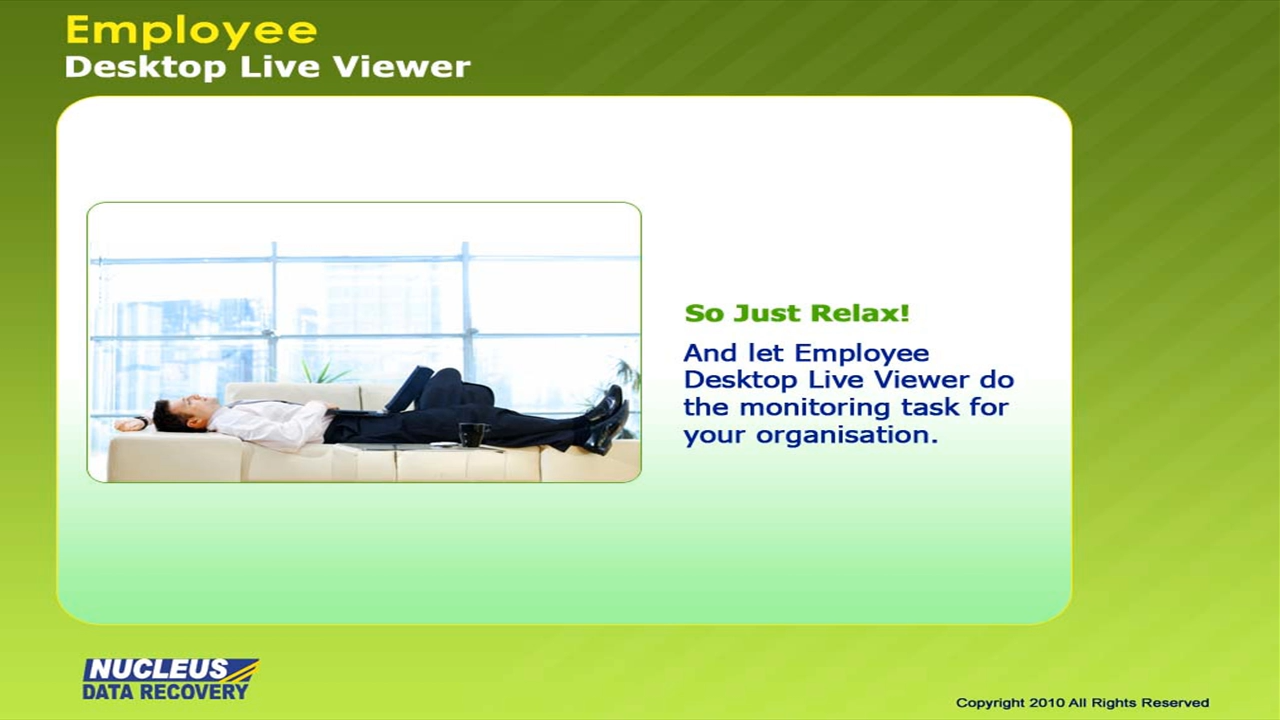 Employee
Desktop Live Viewer
So Just Relax!
And let Employee
Desktop Live Viewer do
the monitoring task for
your organisation.
NUCLEUS
DATA RECOVERY
Copyright 2010 All Rights Reserved